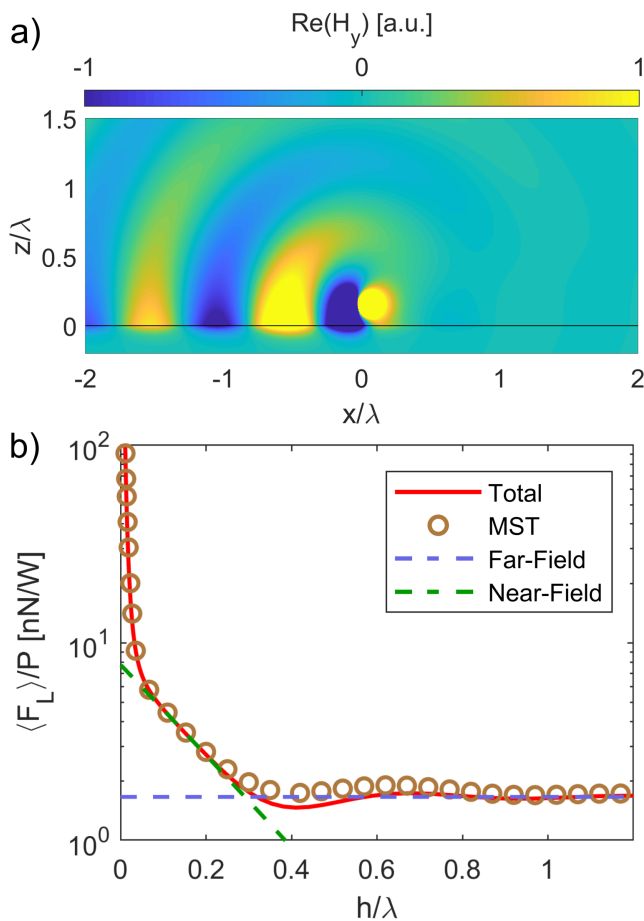 a)
Re(H_y) [a.u.]
-1 0 1
1.5
1
0.5
0
z/λ
-2 -1 0 1 2
x/λ
b)
10^2
10^1
10^0
⟨F_L⟩/P [nN/W]
Total
MST
Far-Field
Near-Field
0 0.2 0.4 0.6 0.8 1
h/λ